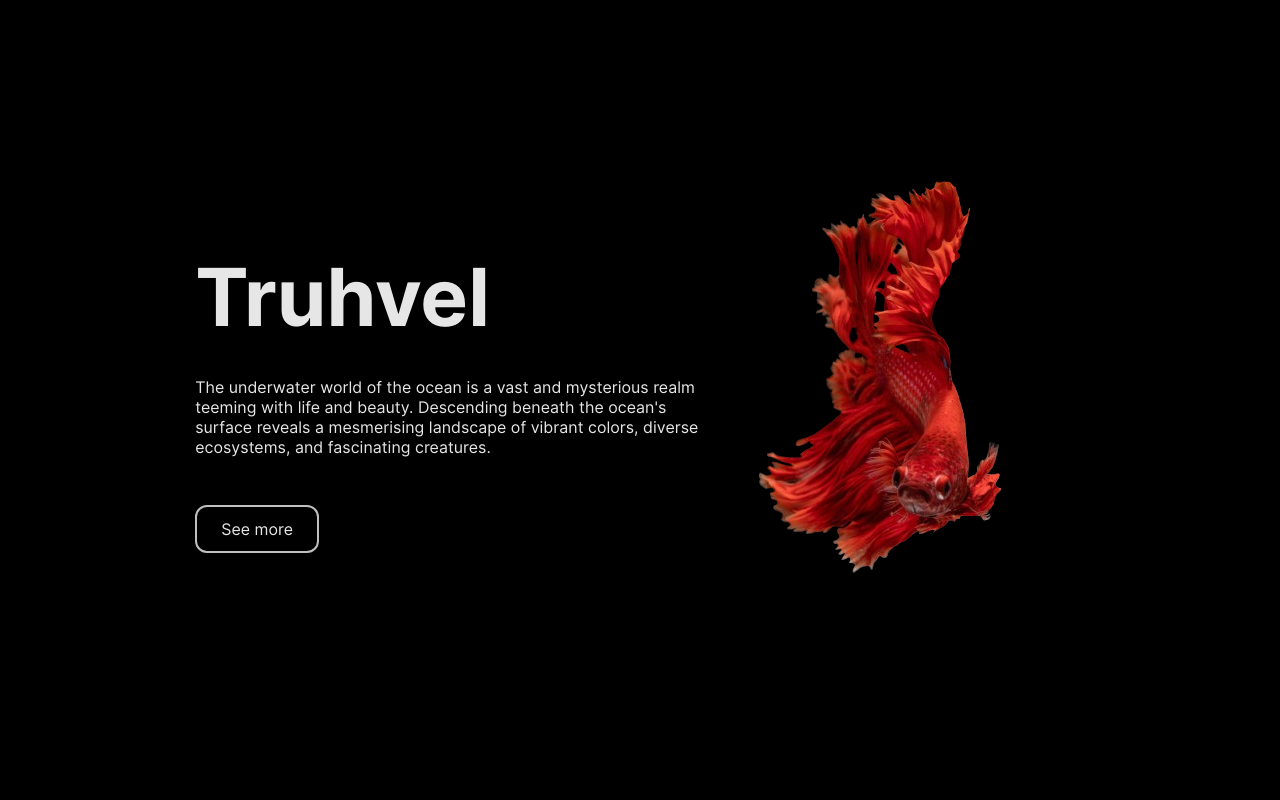 Truhvel
The underwater world of the ocean is a vast and mysterious realm
teeming with life and beauty. Descending beneath the ocean's
surface reveals a mesmerising landscape of vibrant colors, diverse
ecosystems, and fascinating creatures.
See more